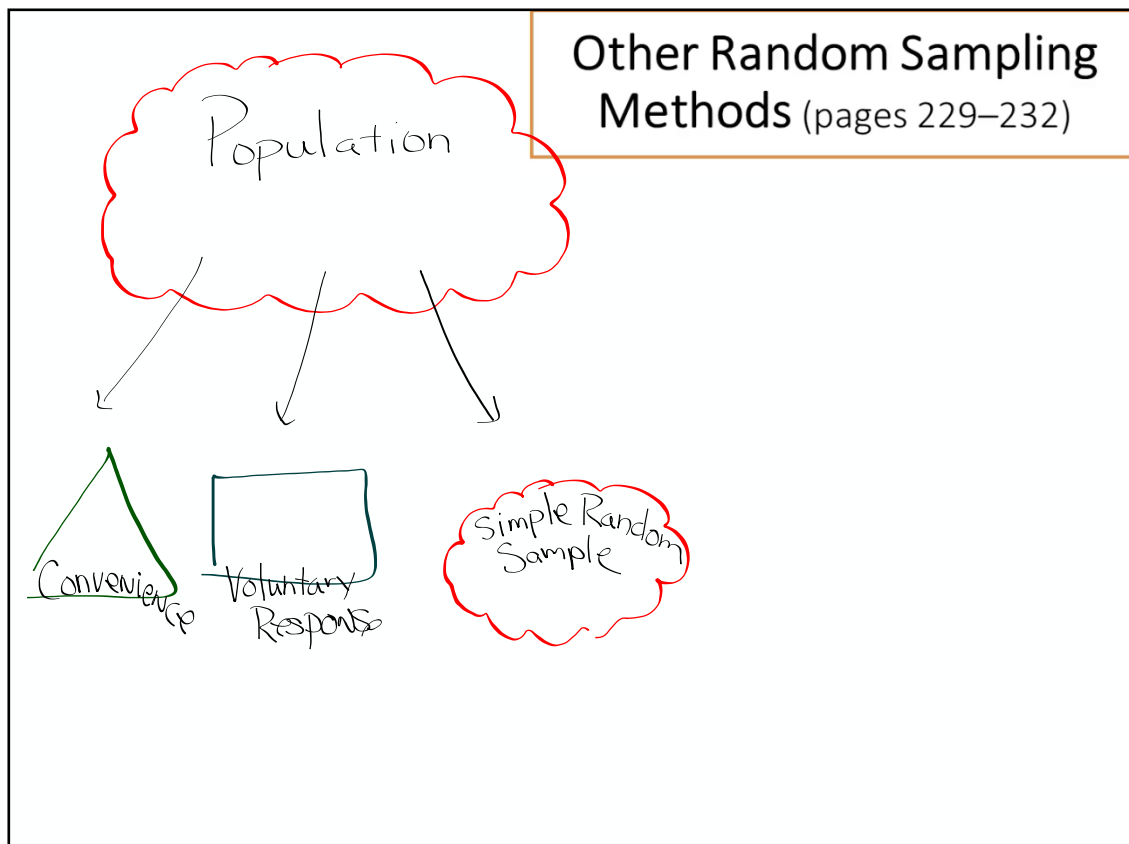 Other Random Sampling
Methods (pages 229–232)
Population
Convenience
Voluntary
Response
Simple Random
Sample